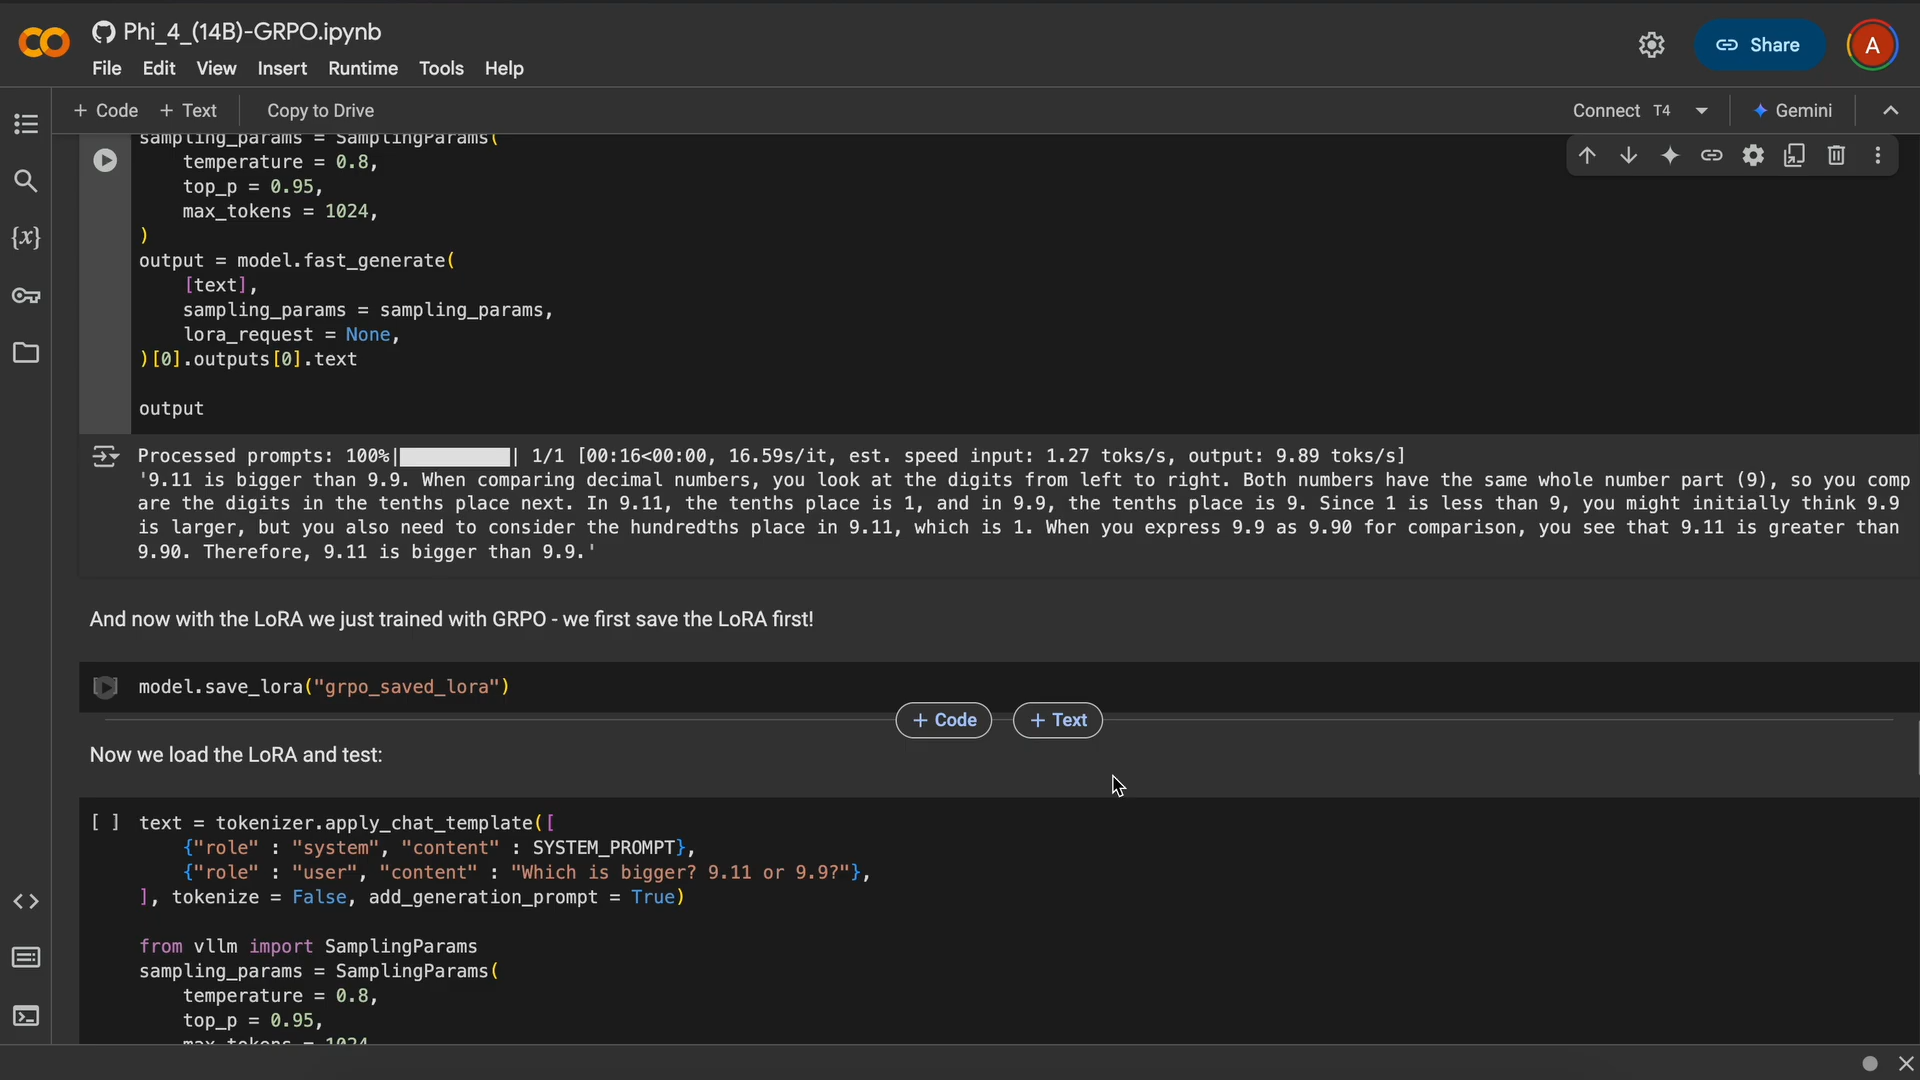 Phi_4_(14B)-GRPO.ipynb
File Edit View Insert Runtime Tools Help
Share
A
+ Code + Text Copy to Drive
Connect T4
Gemini
sampling_params = SamplingParams(
temperature = 0.8,
top_p = 0.95,
max_tokens = 1024,
)
output = model.fast_generate(
[text],
sampling_params = sampling_params,
lora_request = None,
)[0].outputs[0].text
output
Processed prompts: 100%| | 1/1 [00:16<00:00, 16.59s/it, est. speed input: 1.27 toks/s, output: 9.89 toks/s]
'9.11 is bigger than 9.9. When comparing decimal numbers, you look at the digits from left to right. Both numbers have the same whole number part (9), so you comp
are the digits in the tenths place next. In 9.11, the tenths place is 1, and in 9.9, the tenths place is 9. Since 1 is less than 9, you might initially think 9.9
is larger, but you also need to consider the hundredths place in 9.11, which is 1. When you express 9.9 as 9.90 for comparison, you see that 9.11 is greater than
9.90. Therefore, 9.11 is bigger than 9.9.'
And now with the LoRA we just trained with GRPO - we first save the LoRA first!
model.save_lora("grpo_saved_lora")
+ Code + Text
Now we load the LoRA and test:
[ ] text = tokenizer.apply_chat_template([
{"role" : "system", "content" : SYSTEM_PROMPT},
{"role" : "user", "content" : "Which is bigger? 9.11 or 9.9?"},
], tokenize = False, add_generation_prompt = True)
from vllm import SamplingParams
sampling_params = SamplingParams(
temperature = 0.8,
top_p = 0.95,
max_tokens = 1024